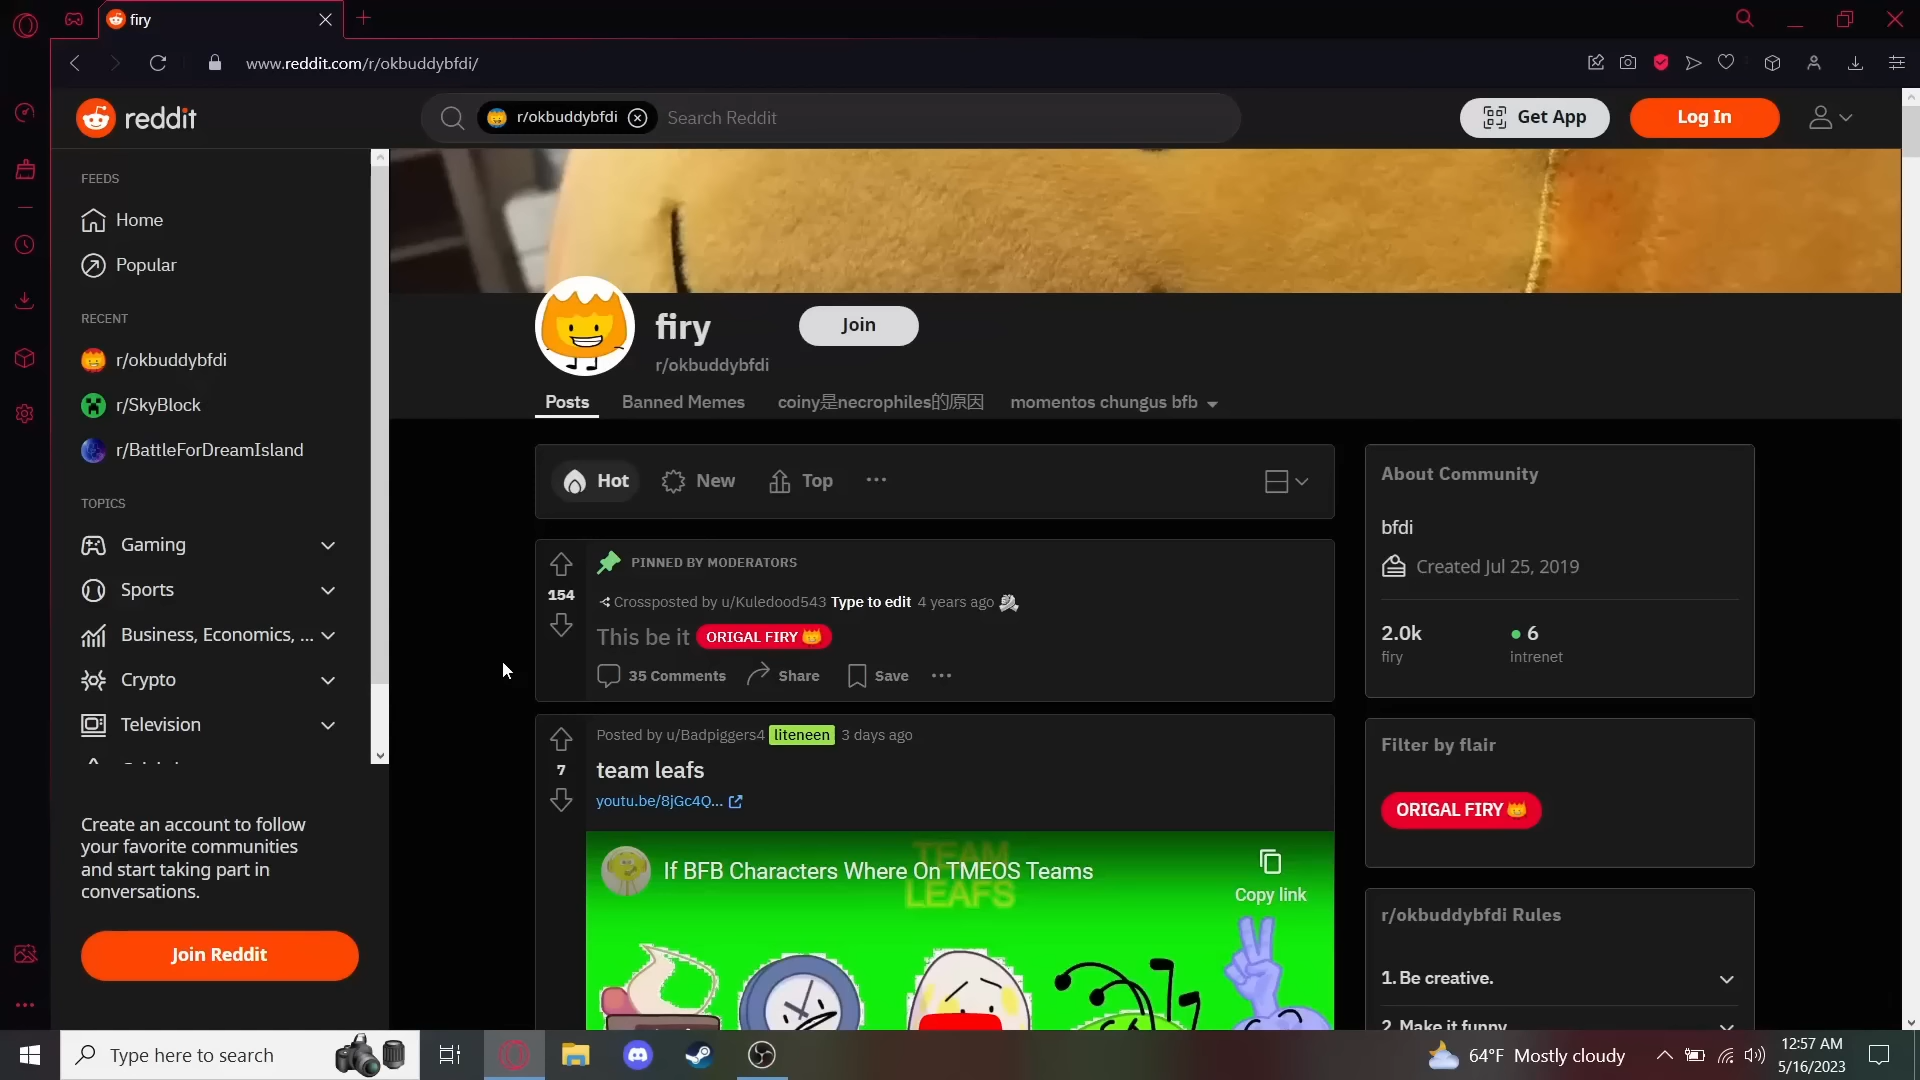 firy
www.reddit.com/r/okbuddybfdi/
reddit
r/okbuddybfdi
Search Reddit
Get App
Log In
FEEDS
Home
Popular
RECENT
r/okbuddybfdi
r/SkyBlock
r/BattleForDreamIsland
TOPICS
Gaming
Sports
Business, Economics, ...
Crypto
Television
Create an account to follow
your favorite communities
and start taking part in
conversations.
Join Reddit
firy
Join
r/okbuddybfdi
Posts Banned Memes coiny是necrophiles的原因 momentos chungus bfb
Hot New Top ...
PINNED BY MODERATORS
154
Crossposted by u/Kuledood543 Type to edit 4 years ago
This be it ORIGAL FIRY
35 Comments Share Save ...
Posted by u/Badpiggers4 liteneen 3 days ago
7
team leafs
youtu.be/8jGc4Q...
If BFB Characters Where On TMEOS Teams
TEAM
LEAFS
Copy link
About Community
bfdi
Created Jul 25, 2019
2.0k 6
firy intrenet
Filter by flair
ORIGAL FIRY
r/okbuddybfdi Rules
1. Be creative.
2. Make it funny
Type here to search
64°F Mostly cloudy
12:57 AM
5/16/2023